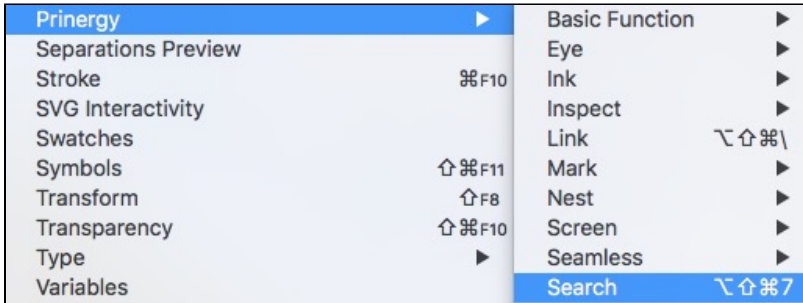 Prinergy ▶
Separations Preview
Stroke ⌘F10
SVG Interactivity
Swatches
Symbols ⇧⌘F11
Transform ⇧F8
Transparency ⇧⌘F10
Type ▶
Variables
Basic Function ▶
Eye ▶
Ink ▶
Inspect ▶
Link ⌥⇧⌘\
Mark ▶
Nest ▶
Screen ▶
Seamless ▶
Search ⌥⇧⌘7